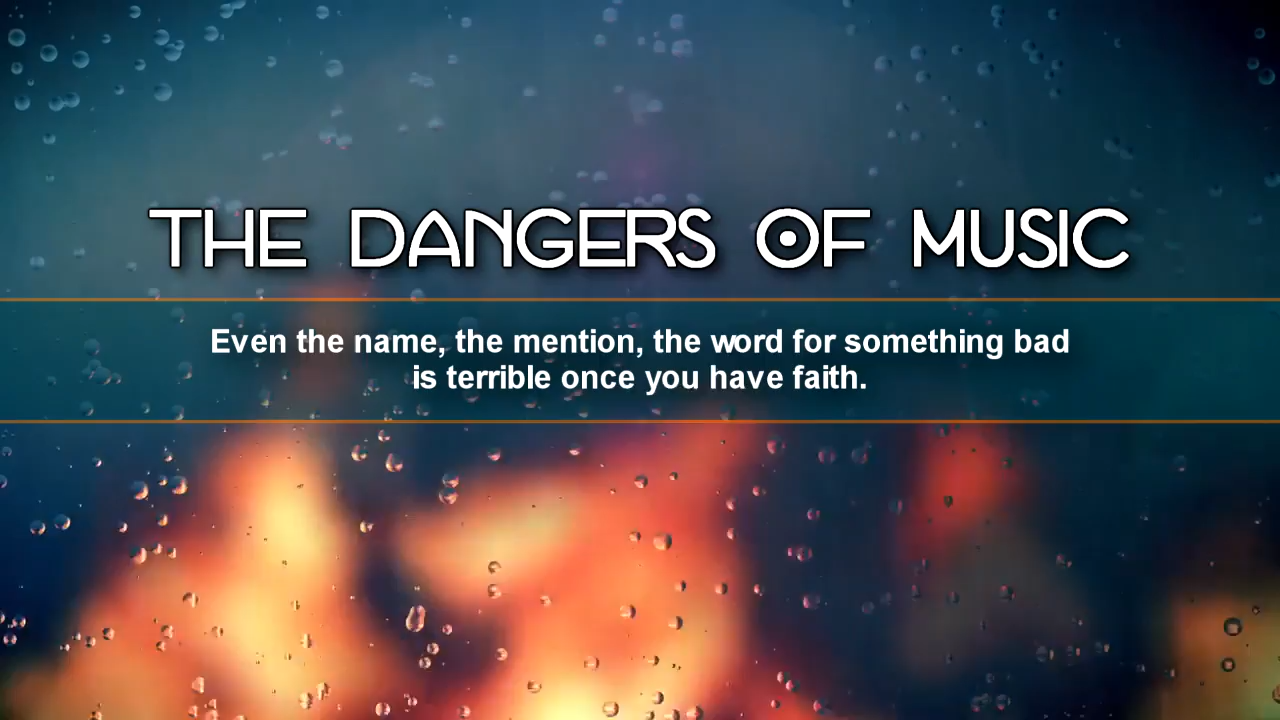 THE DANGERS OF MUSIC
Even the name, the mention, the word for something bad
is terrible once you have faith.